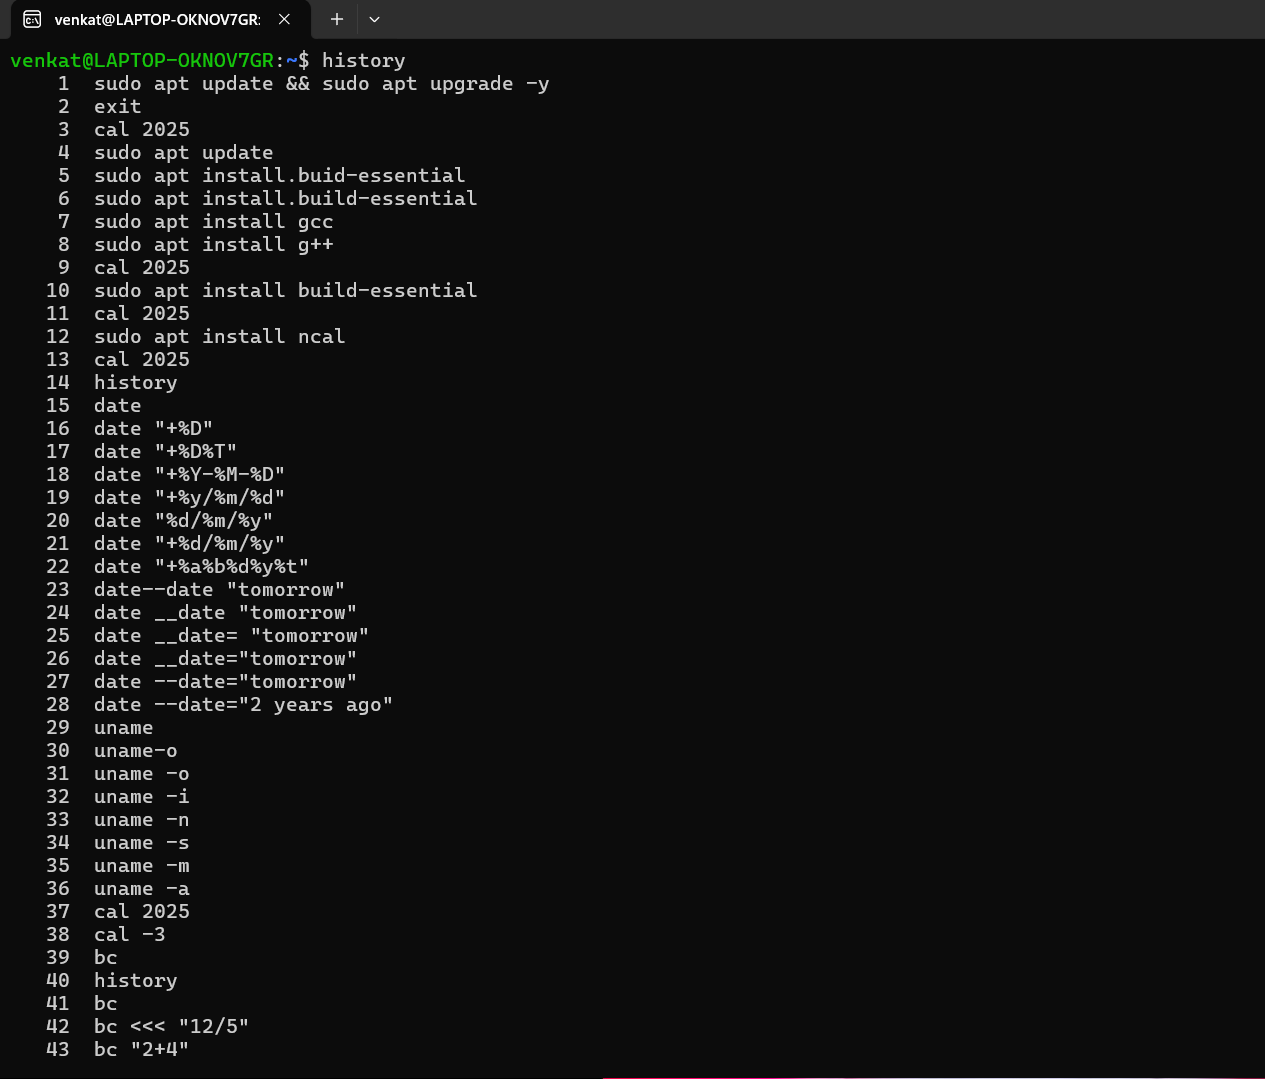 venkat@LAPTOP-OKNOV7GR:
venkat@LAPTOP-OKNOV7GR:~$ history
1 sudo apt update && sudo apt upgrade -y
2 exit
3 cal 2025
4 sudo apt update
5 sudo apt install.buid-essential
6 sudo apt install.build-essential
7 sudo apt install gcc
8 sudo apt install g++
9 cal 2025
10 sudo apt install build-essential
11 cal 2025
12 sudo apt install ncal
13 cal 2025
14 history
15 date
16 date "+%D"
17 date "+%D%T"
18 date "+%Y-%M-%D"
19 date "+%y/%m/%d"
20 date "%d/%m/%y"
21 date "+%d/%m/%y"
22 date "+%a%b%d%y%t"
23 date--date "tomorrow"
24 date __date "tomorrow"
25 date __date= "tomorrow"
26 date __date="tomorrow"
27 date --date="tomorrow"
28 date --date="2 years ago"
29 uname
30 uname-o
31 uname -o
32 uname -i
33 uname -n
34 uname -s
35 uname -m
36 uname -a
37 cal 2025
38 cal -3
39 bc
40 history
41 bc
42 bc <<< "12/5"
43 bc "2+4"